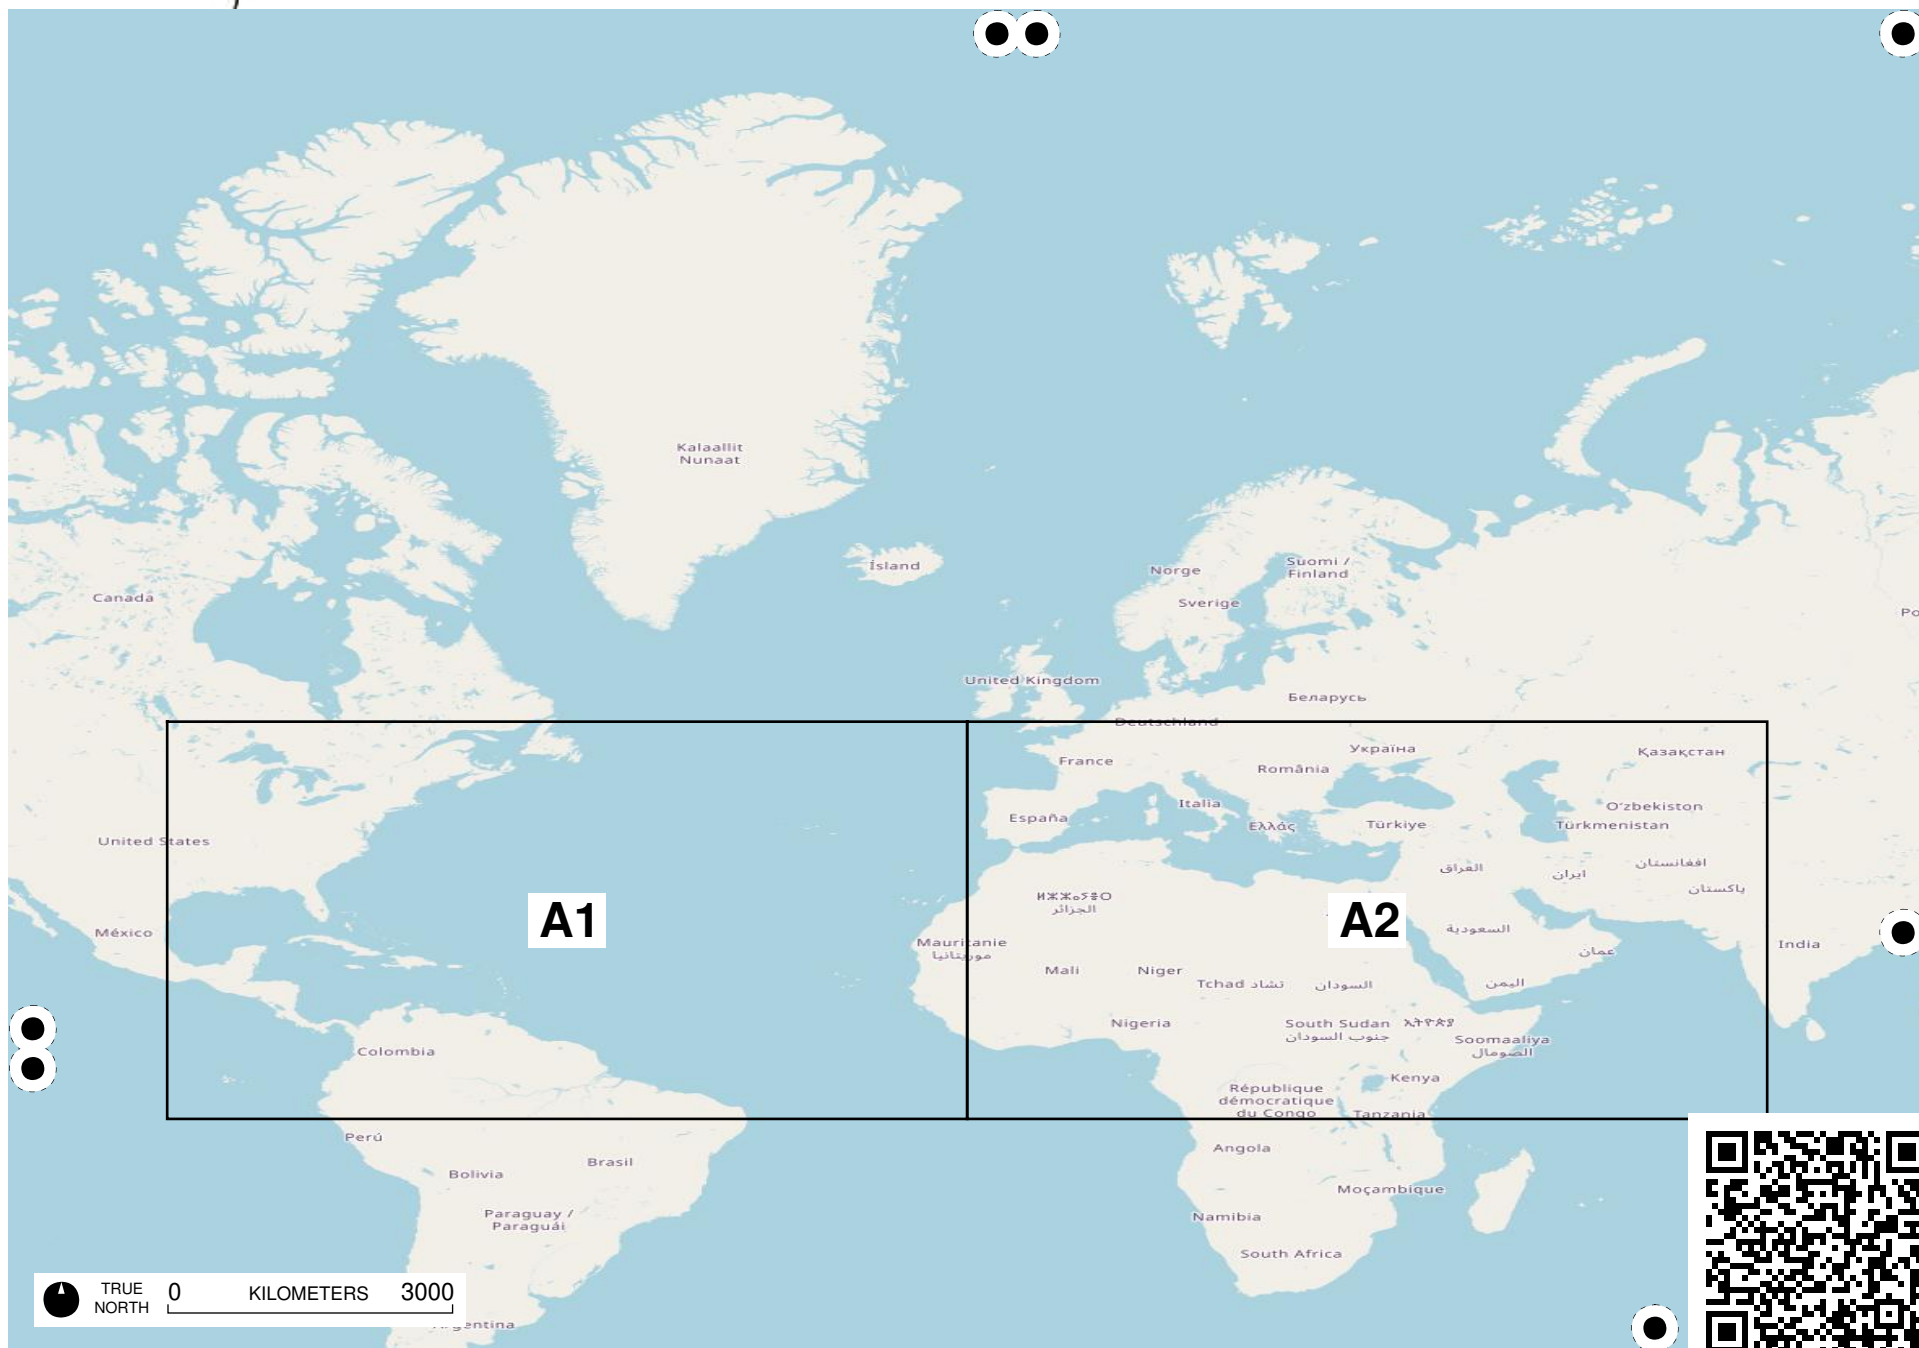 Kalaallit
Nunaat
Ísland
Norge
Suomi /
Finland
Sverige
Canada
United Kingdom
Беларусь
Deutschland
France
Україна
România
Қазақстан
España
Italia
Ελλάς
Türkiye
Oʻzbekiston
Türkmenistan
United States
العراق
ایران
افغانستان
پاکستان
ⵍⵣⵣⴰⵢⴻⵔ
الجزائر
A1
A2
México
Mauritanie
موريتانيا
السعودية
عمان
India
Mali
Niger
Tchad تشاد
السودان
اليمن
Nigeria
South Sudan
جنوب السودان
ኢትዮጵያ
Soomaaliya
الصومال
Colombia
Kenya
République
démocratique
du Congo
Tanzania
Perú
Angola
Brasil
Bolivia
Moçambique
Paraguay /
Paraguái
Namibia
South Africa
TRUE
NORTH
0 KILOMETERS 3000